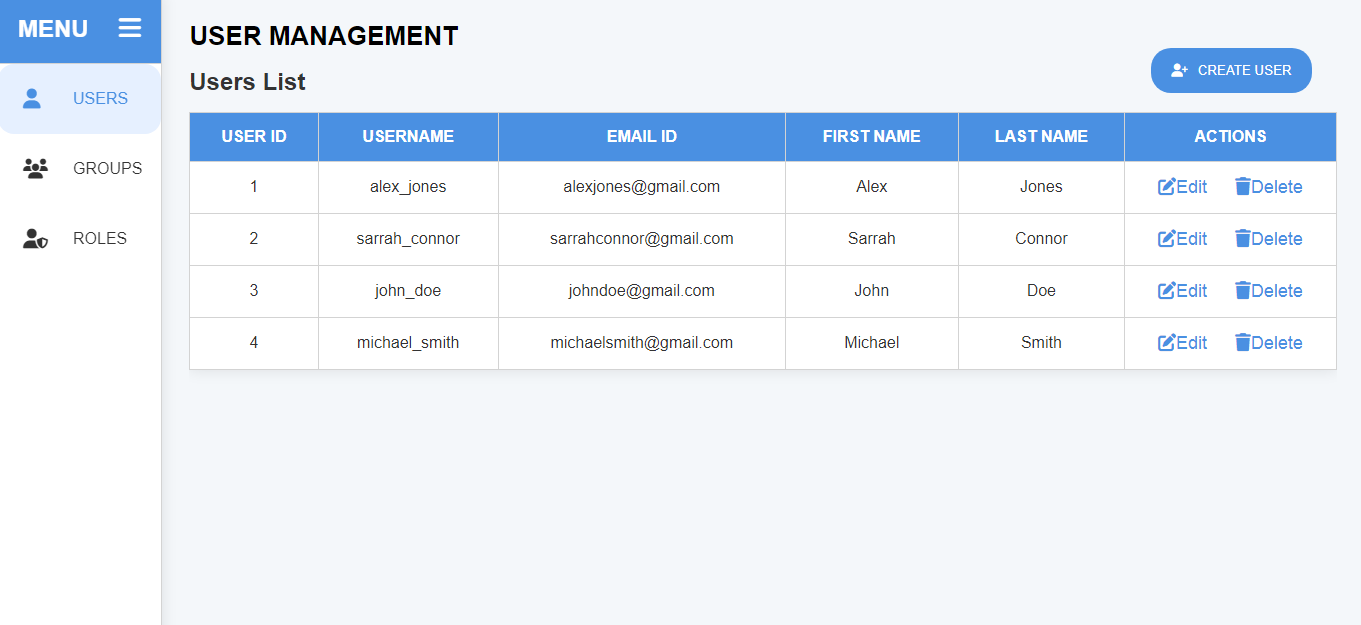 MENU
USERS
GROUPS
ROLES
USER MANAGEMENT
Users List
CREATE USER
USER ID USERNAME EMAIL ID FIRST NAME LAST NAME ACTIONS
1 alex_jones alexjones@gmail.com Alex Jones Edit Delete
2 sarrah_connor sarrahconnor@gmail.com Sarrah Connor Edit Delete
3 john_doe johndoe@gmail.com John Doe Edit Delete
4 michael_smith michaelsmith@gmail.com Michael Smith Edit Delete